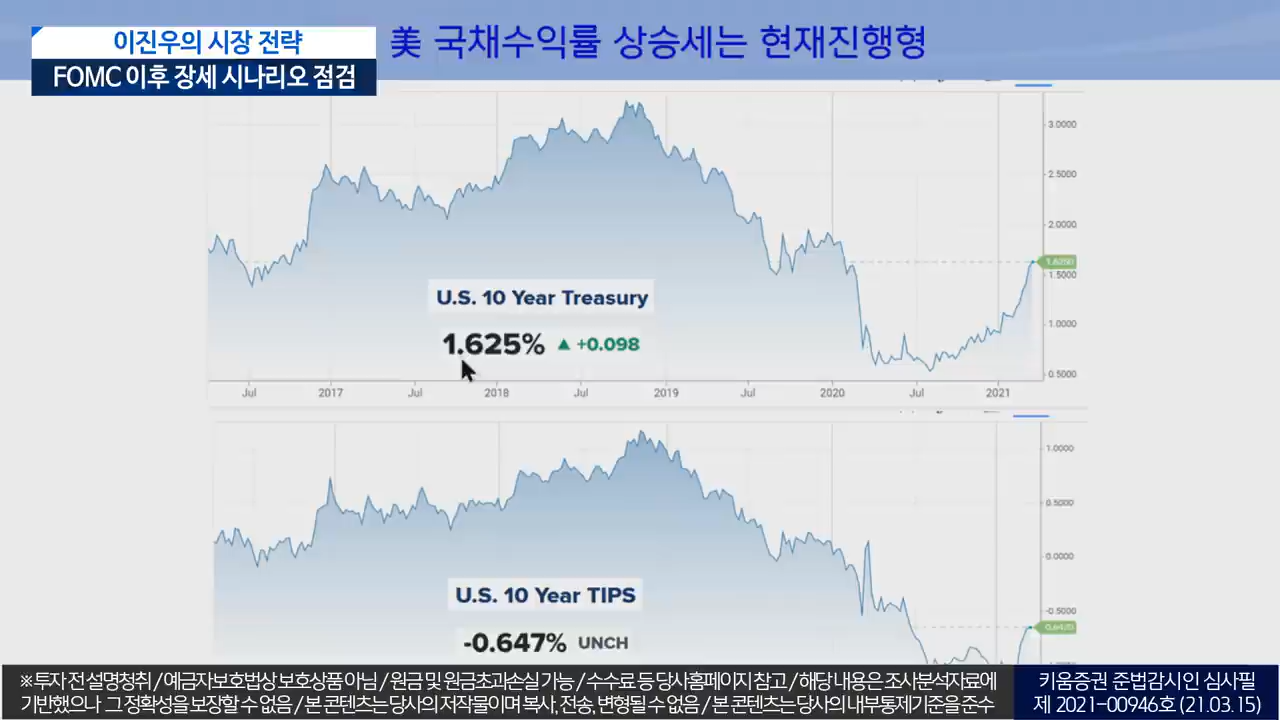 이진우의 시장 전략
FOMC 이후 장세 시나리오 점검
美 국채수익률 상승세는 현재진행형
3.0000
2.5000
2.0000
1.6250
1.5000
1.0000
0.5000
U.S. 10 Year Treasury
1.625% ▲ +0.098
Jul 2017 Jul 2018 Jul 2019 Jul 2020 Jul 2021
1.0000
0.5000
0.0000
-0.5000
U.S. 10 Year TIPS
-0.647% UNCH
※ 투자 전 설명청취 / 예금자보호법상 보호상품 아님 / 원금 및 원금초과손실 가능 / 수수료 등 당사홈페이지 참고 / 해당 내용은 조사분석자료에
기반했으나 그 정확성을 보장할 수 없음 / 본 콘텐츠는 당사의 저작물이며 복사, 전송, 변형될 수 없음 / 본 콘텐츠는 당사의 내부통제기준을 준수
키움증권 준법감시인 심사필
제 2021-00946호 (21.03.15)